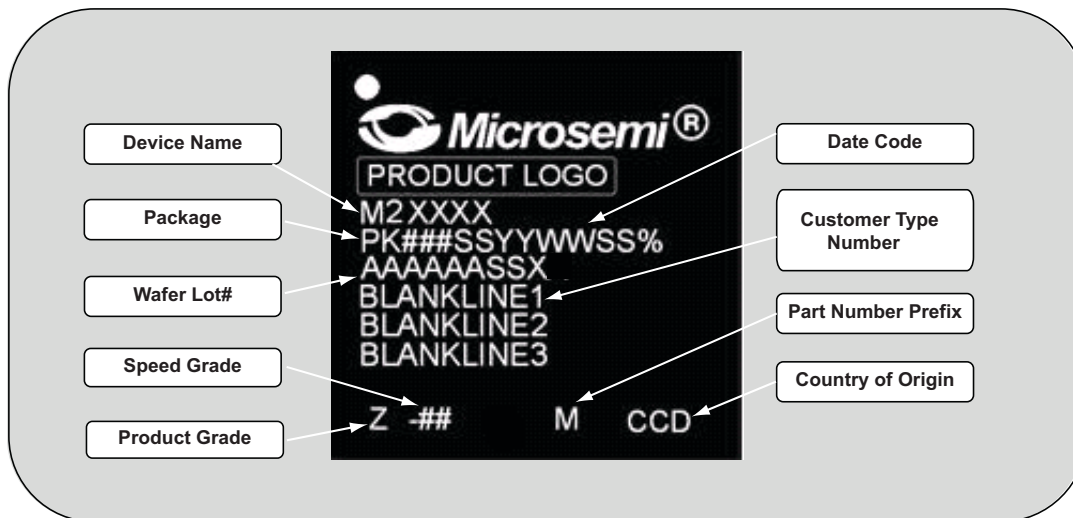 Device Name
Package
Wafer Lot#
Speed Grade
Product Grade
Microsemi®
PRODUCT LOGO
M2XXXX
PK###SSYYWWSS%
AAAAAASSX
BLANKLINE1
BLANKLINE2
BLANKLINE3
Z -## M CCD
Date Code
Customer Type
Number
Part Number Prefix
Country of Origin